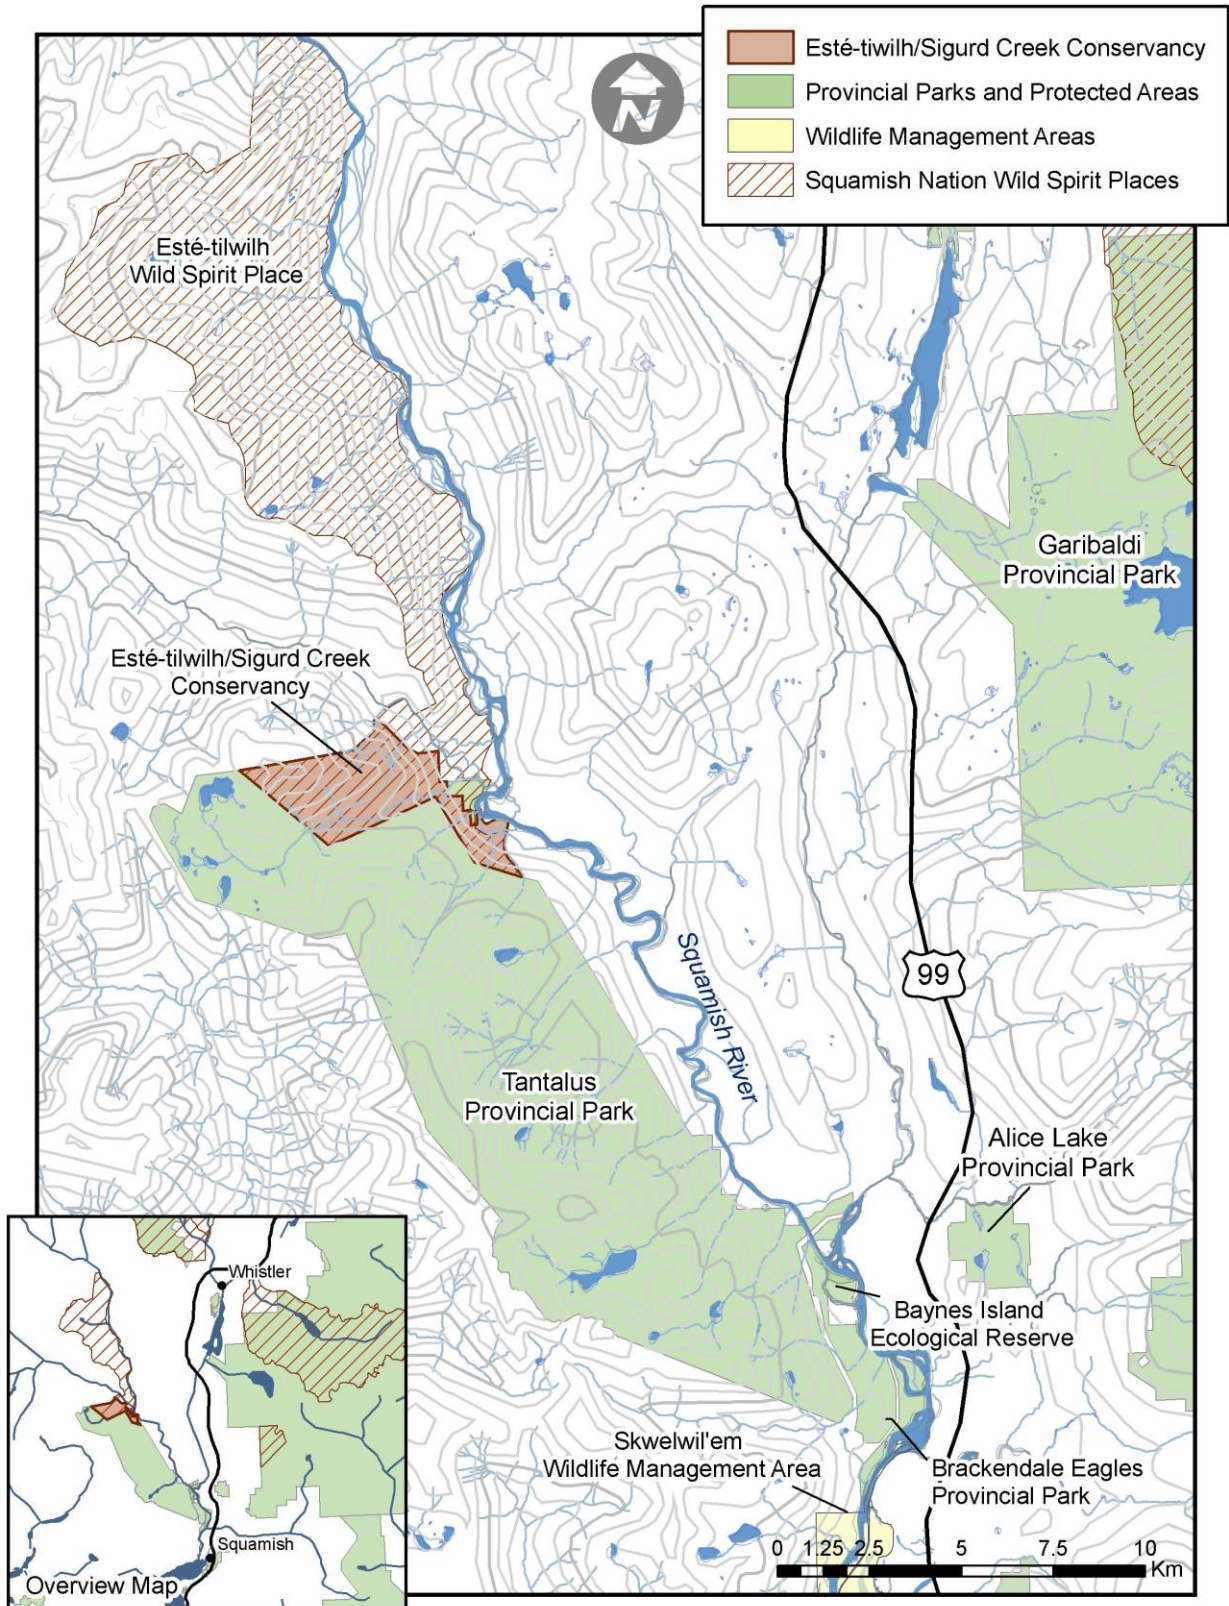 Esté-tiwilh/Sigurd Creek Conservancy
Provincial Parks and Protected Areas
Wildlife Management Areas
Squamish Nation Wild Spirit Places
N
Esté-tilwilh
Wild Spirit Place
Garibaldi
Provincial Park
Esté-tilwilh/Sigurd Creek
Conservancy
99
Squamish River
Tantalus
Provincial Park
Alice Lake
Provincial Park
Baynes Island
Ecological Reserve
Skwelwil'em
Wildlife Management Area
Brackendale Eagles
Provincial Park
0 1.25 2.5 5 7.5 10
Km
Whistler
Squamish
Overview Map